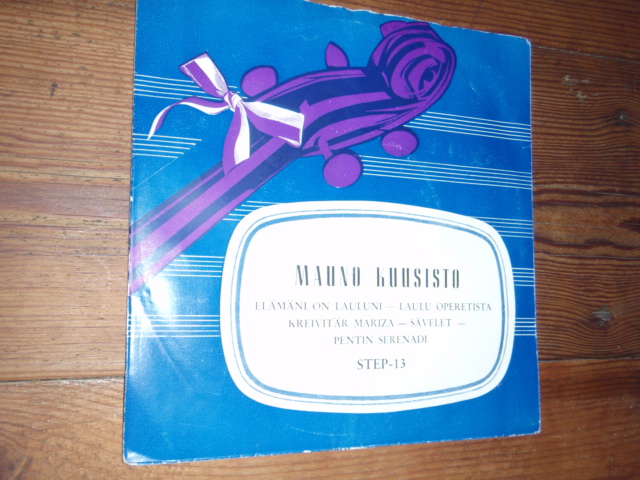 MAUNO KUUSISTO
ELÄMÄNI ON LAULUNI — LAULU OPERETISTA
KREIVITÄR MARIZA — SÄVELET —
PENTIN SERENADI
STEP-13